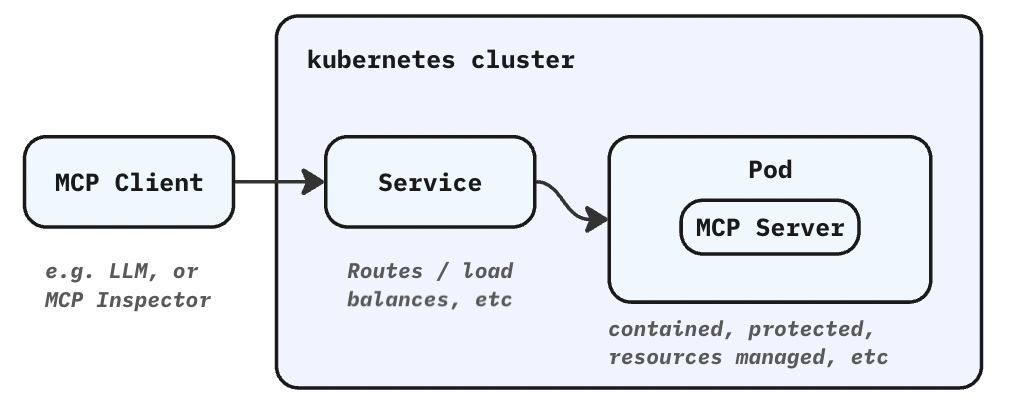 kubernetes cluster
MCP Client
Service
Pod
MCP Server
e.g. LLM, or
MCP Inspector
Routes / load
balances, etc
contained, protected,
resources managed, etc